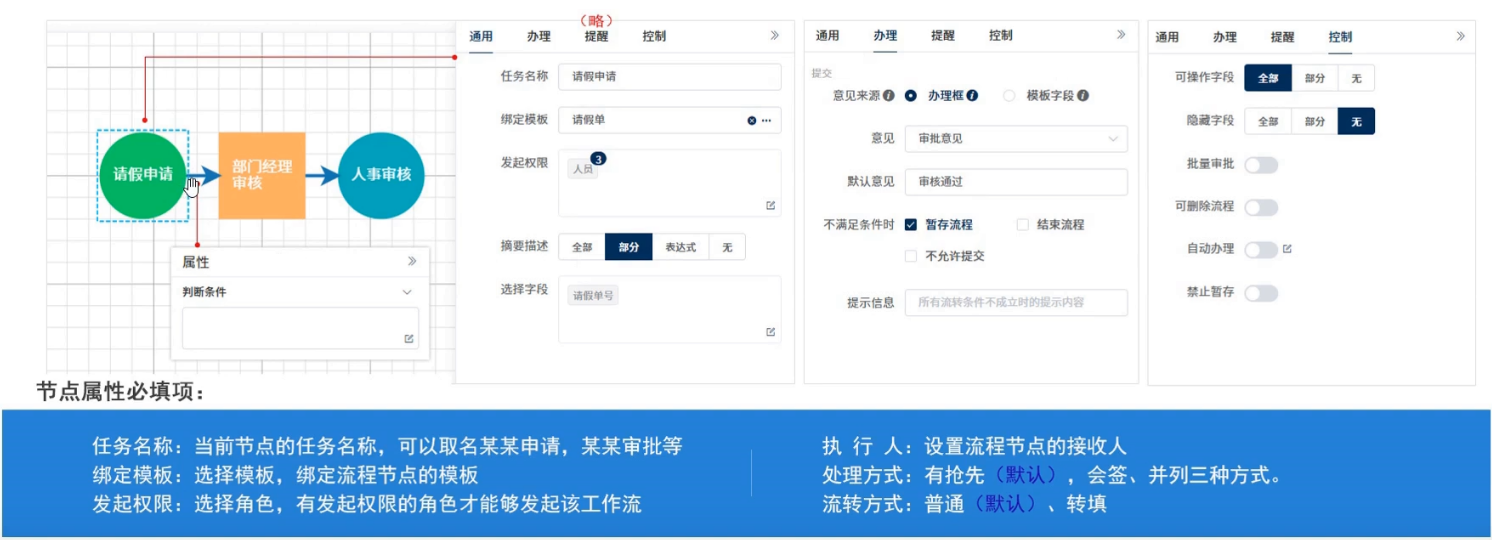 请假申请
部门经理
审核
人事审核
属性
判断条件
（略）
通用 办理 提醒 控制
任务名称 请假申请
绑定模板 请假单
发起权限 人员 3
摘要描述 全部 部分 表达式 无
选择字段 请假单号
通用 办理 提醒 控制
提交
意见来源 办理框 模板字段
意见 审批意见
默认意见 审核通过
不满足条件时 暂存流程 结束流程
不允许提交
提示信息 所有流转条件不成立时的提示内容
通用 办理 提醒 控制
可操作字段 全部 部分 无
隐藏字段 全部 部分 无
批量审批
可删除流程
自动办理
禁止暂存
节点属性必填项：
任务名称：当前节点的任务名称，可以取名某某申请，某某审批等
绑定模板：选择模板，绑定流程节点的模板
发起权限：选择角色，有发起权限的角色才能够发起该工作流
执 行 人：设置流程节点的接收人
处理方式：有抢先（默认），会签、并列三种方式。
流转方式：普通（默认）、转填